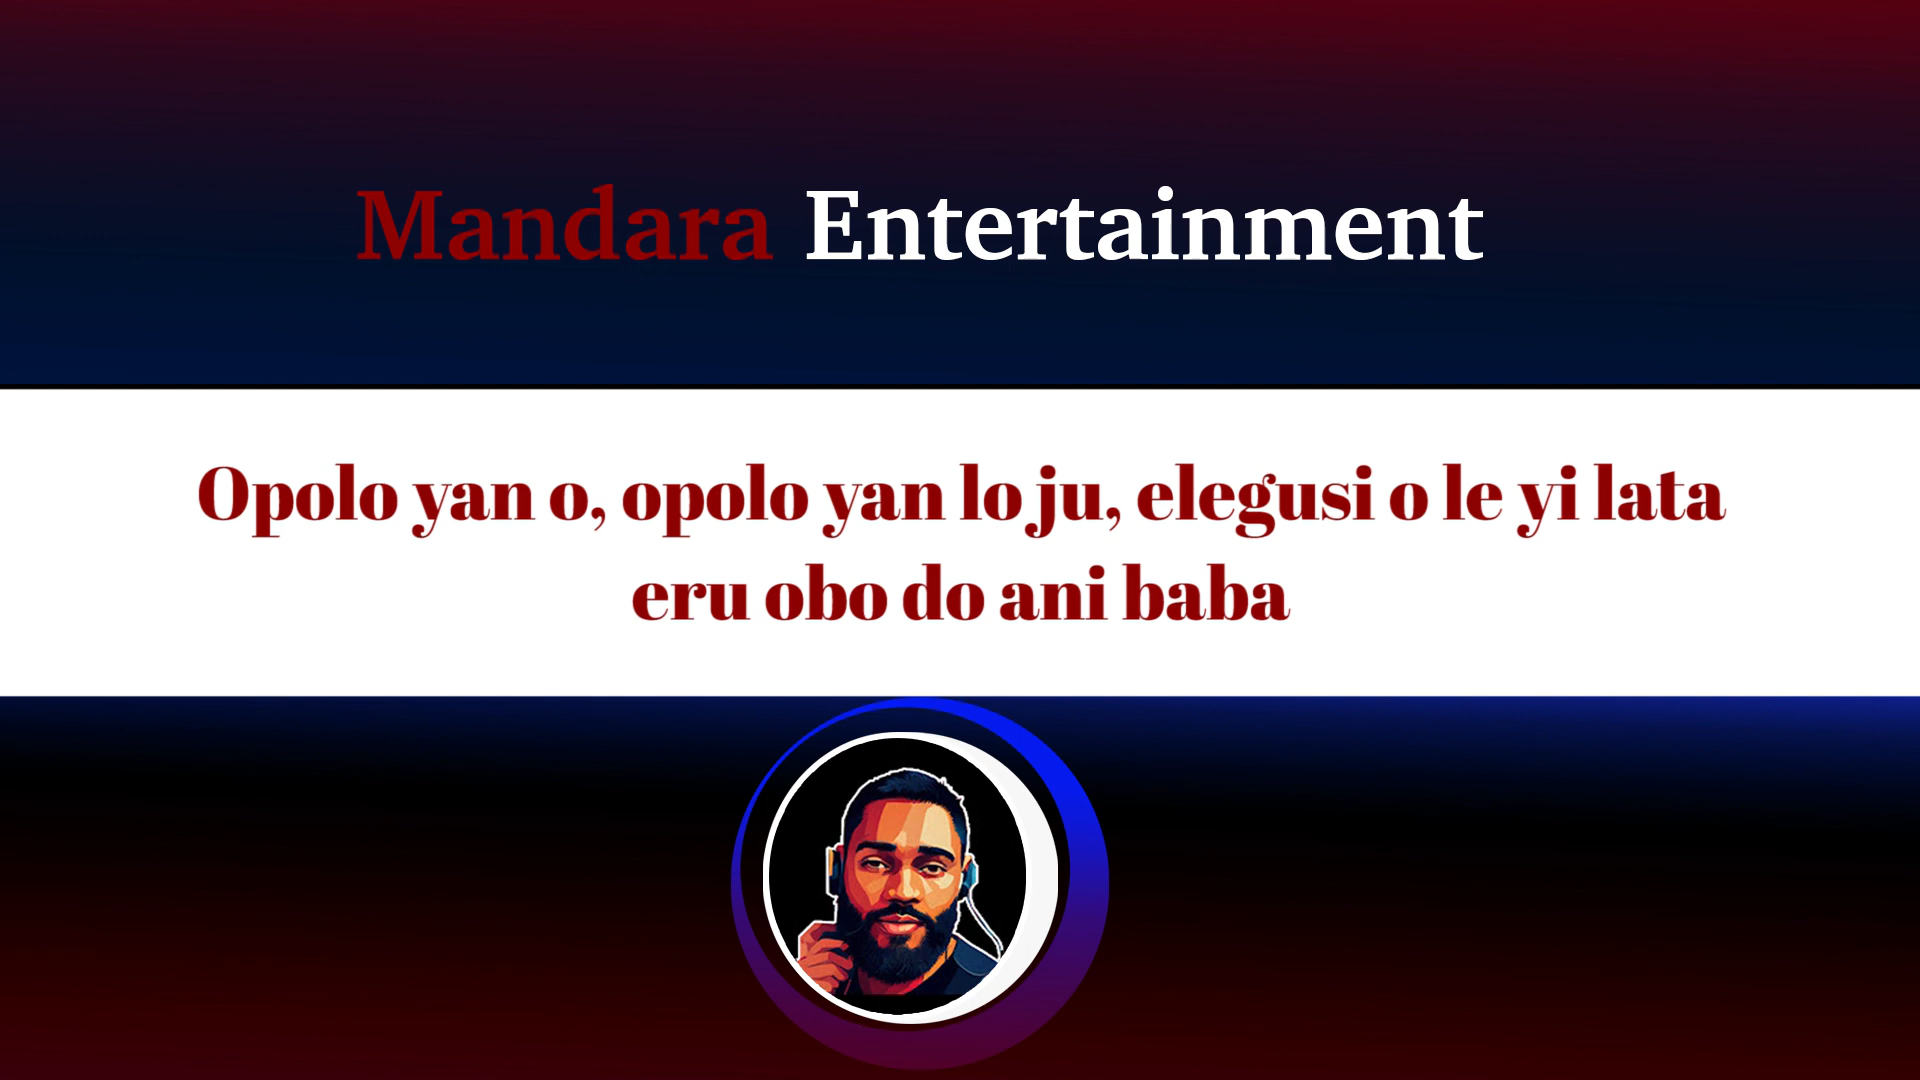 Mandara Entertainment
Opolo yan o, opolo yan lo ju, elegusi o le yi lata
eru obo do ani baba